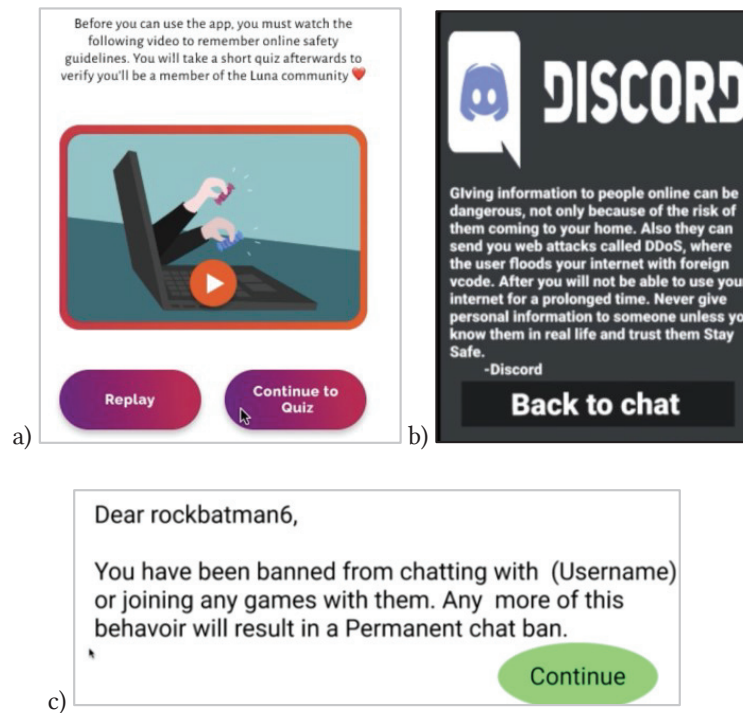 Before you can use the app, you must watch the
following video to remember online safety
guidelines. You will take a short quiz afterwards to
verify you'll be a member of the Luna community ❤️
Replay
Continue to
Quiz
a)
DISCORD
GIving information to people online can be
dangerous, not only because of the risk of
them coming to your home. Also they can
send you web attacks called DDoS, where
the user floods your internet with foreign
vcode. After you will not be able to use your
internet for a prolonged time. Never give
personal information to someone unless yo
know them in real life and trust them Stay
Safe.
-Discord
Back to chat
b)
Dear rockbatman6,
You have been banned from chatting with (Username)
or joining any games with them. Any more of this
behavoir will result in a Permanent chat ban.
Continue
c)